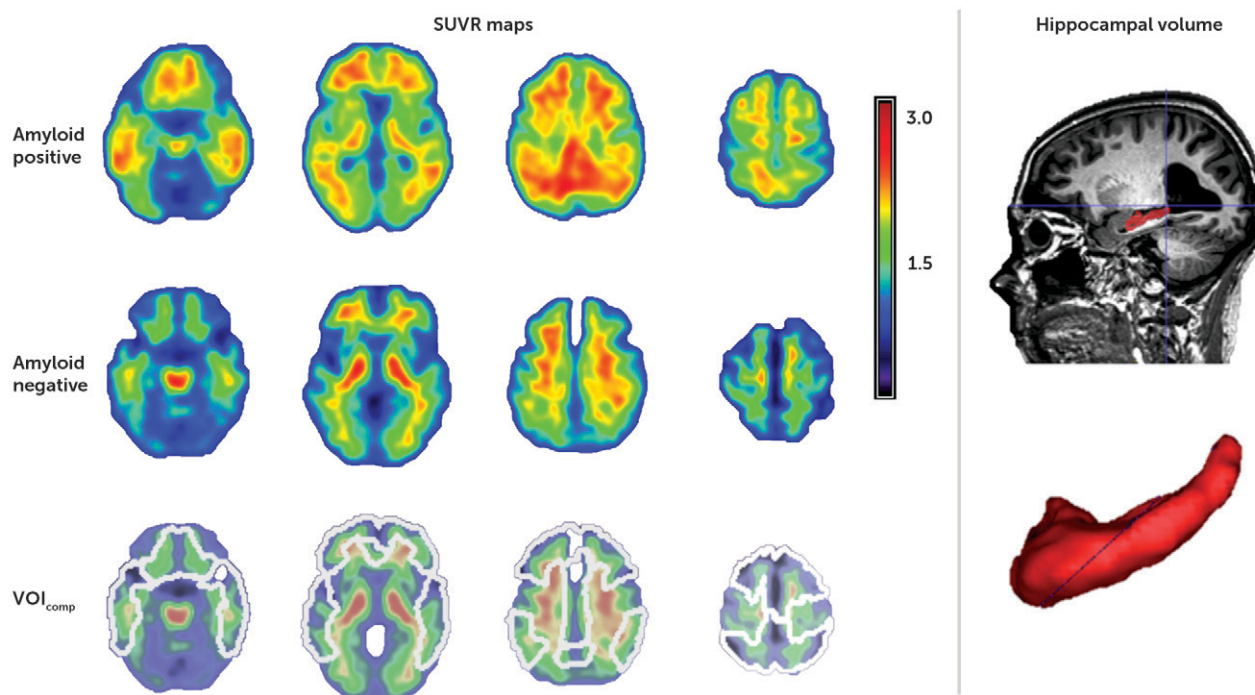 SUVR maps
Hippocampal volume
Amyloid
positive
3.0
1.5
Amyloid
negative
VOIcomp